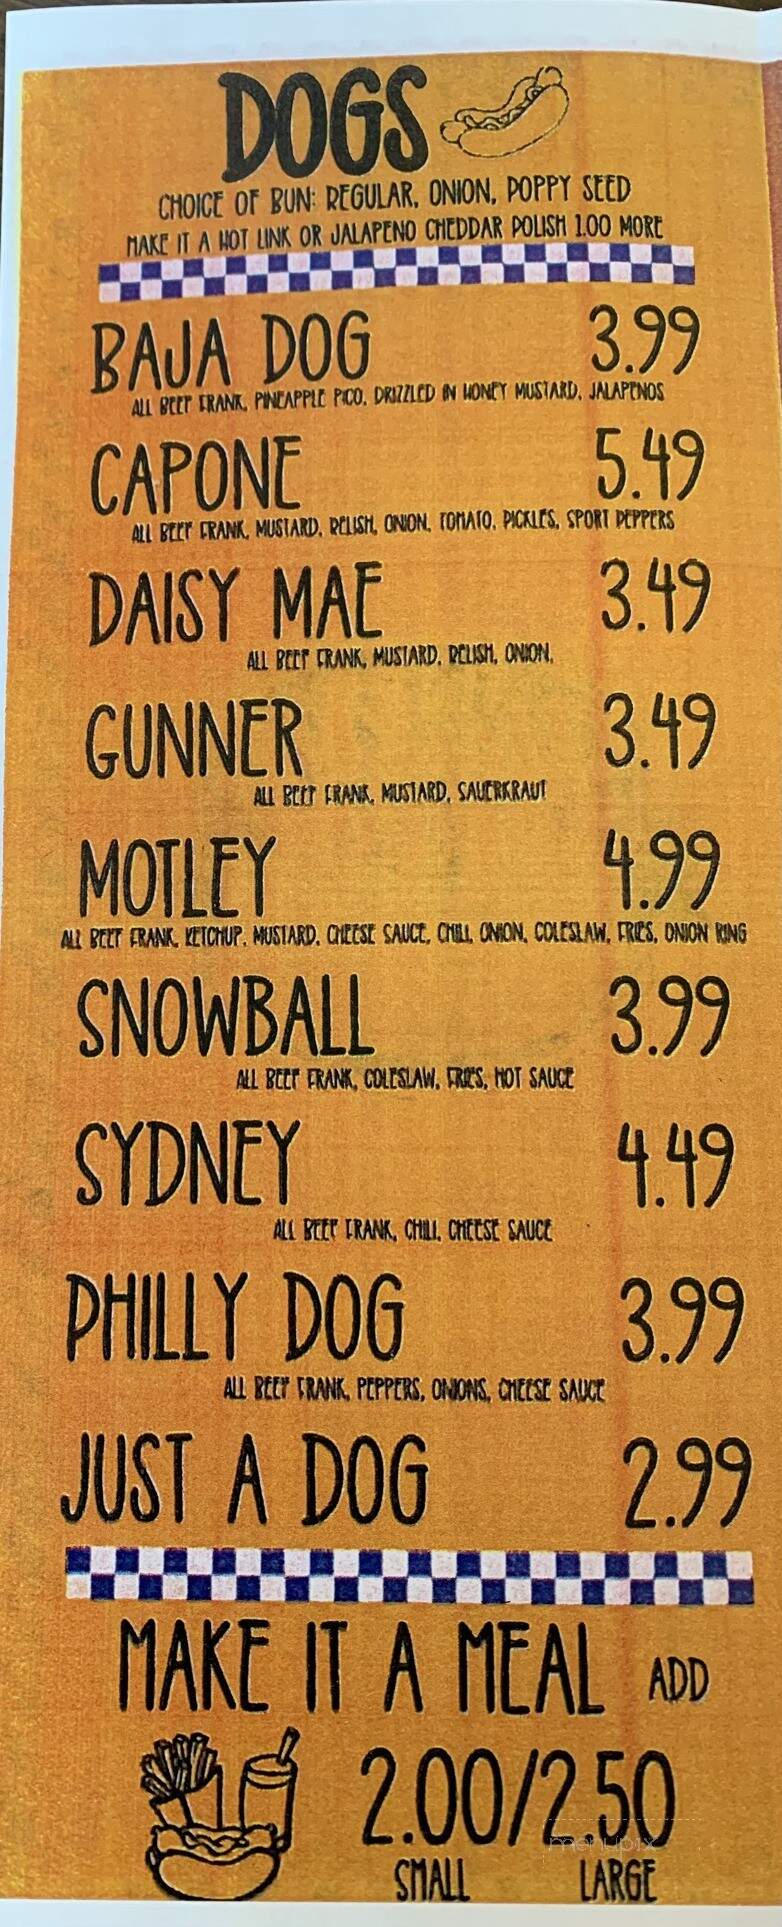 DOGS
CHOICE OF BUN: REGULAR, ONION, POPPY SEED
MAKE IT A HOT LINK OR JALAPENO CHEDDAR POLISH 1.00 MORE
BAJA DOG 3.99
ALL BEEF FRANK, PINEAPPLE PICO, DRIZZLED IN HONEY MUSTARD, JALAPENOS
CAPONE 5.49
ALL BEEF FRANK, MUSTARD, RELISH, ONION, TOMATO, PICKLES, SPORT PEPPERS
DAISY MAE 3.49
ALL BEEF FRANK, MUSTARD, RELISH, ONION,
GUNNER 3.49
ALL BEEF FRANK, MUSTARD, SAUERKRAUT
MOTLEY 4.99
ALL BEEF FRANK, KETCHUP, MUSTARD, CHEESE SAUCE, CHILI, ONION, COLESLAW, FRIES, ONION RING
SNOWBALL 3.99
ALL BEEF FRANK, COLESLAW, FRIES, HOT SAUCE
SYDNEY 4.49
ALL BEEF FRANK, CHILI, CHEESE SAUCE
PHILLY DOG 3.99
ALL BEEF FRANK, PEPPERS, ONIONS, CHEESE SAUCE
JUST A DOG 2.99
MAKE IT A MEAL ADD
2.00/2.50
menupix
SMALL LARGE